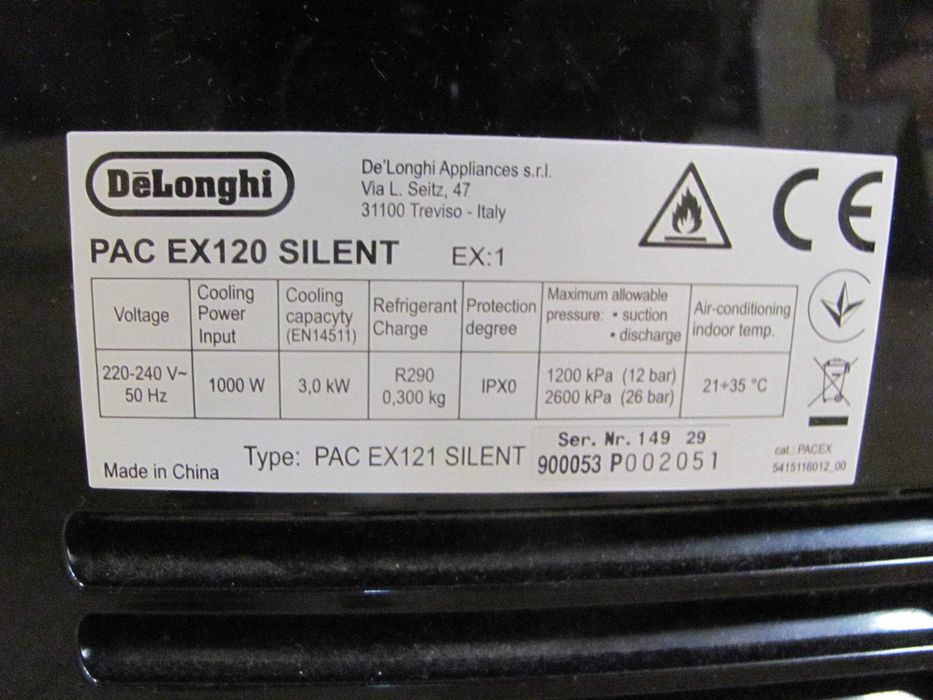 DeLonghi
De'Longhi Appliances s.r.l.
Via L. Seitz, 47
31100 Treviso - Italy
CE
PAC EX120 SILENT EX:1
Voltage
Cooling
Power
Input
Cooling
capacyty
(EN14511)
Refrigerant
Charge
Protection
degree
Maximum allowable
pressure: • suction
• discharge
Air-conditioning
indoor temp.
220-240 V~
50 Hz
1000 W
3,0 kW
R290
0,300 kg
IPX0
1200 kPa (12 bar)
2600 kPa (26 bar)
21÷35 °C
Made in China
Type: PAC EX121 SILENT
Ser. Nr. 149 29
900053 P002051
cat.: PACEX
5415116012_00